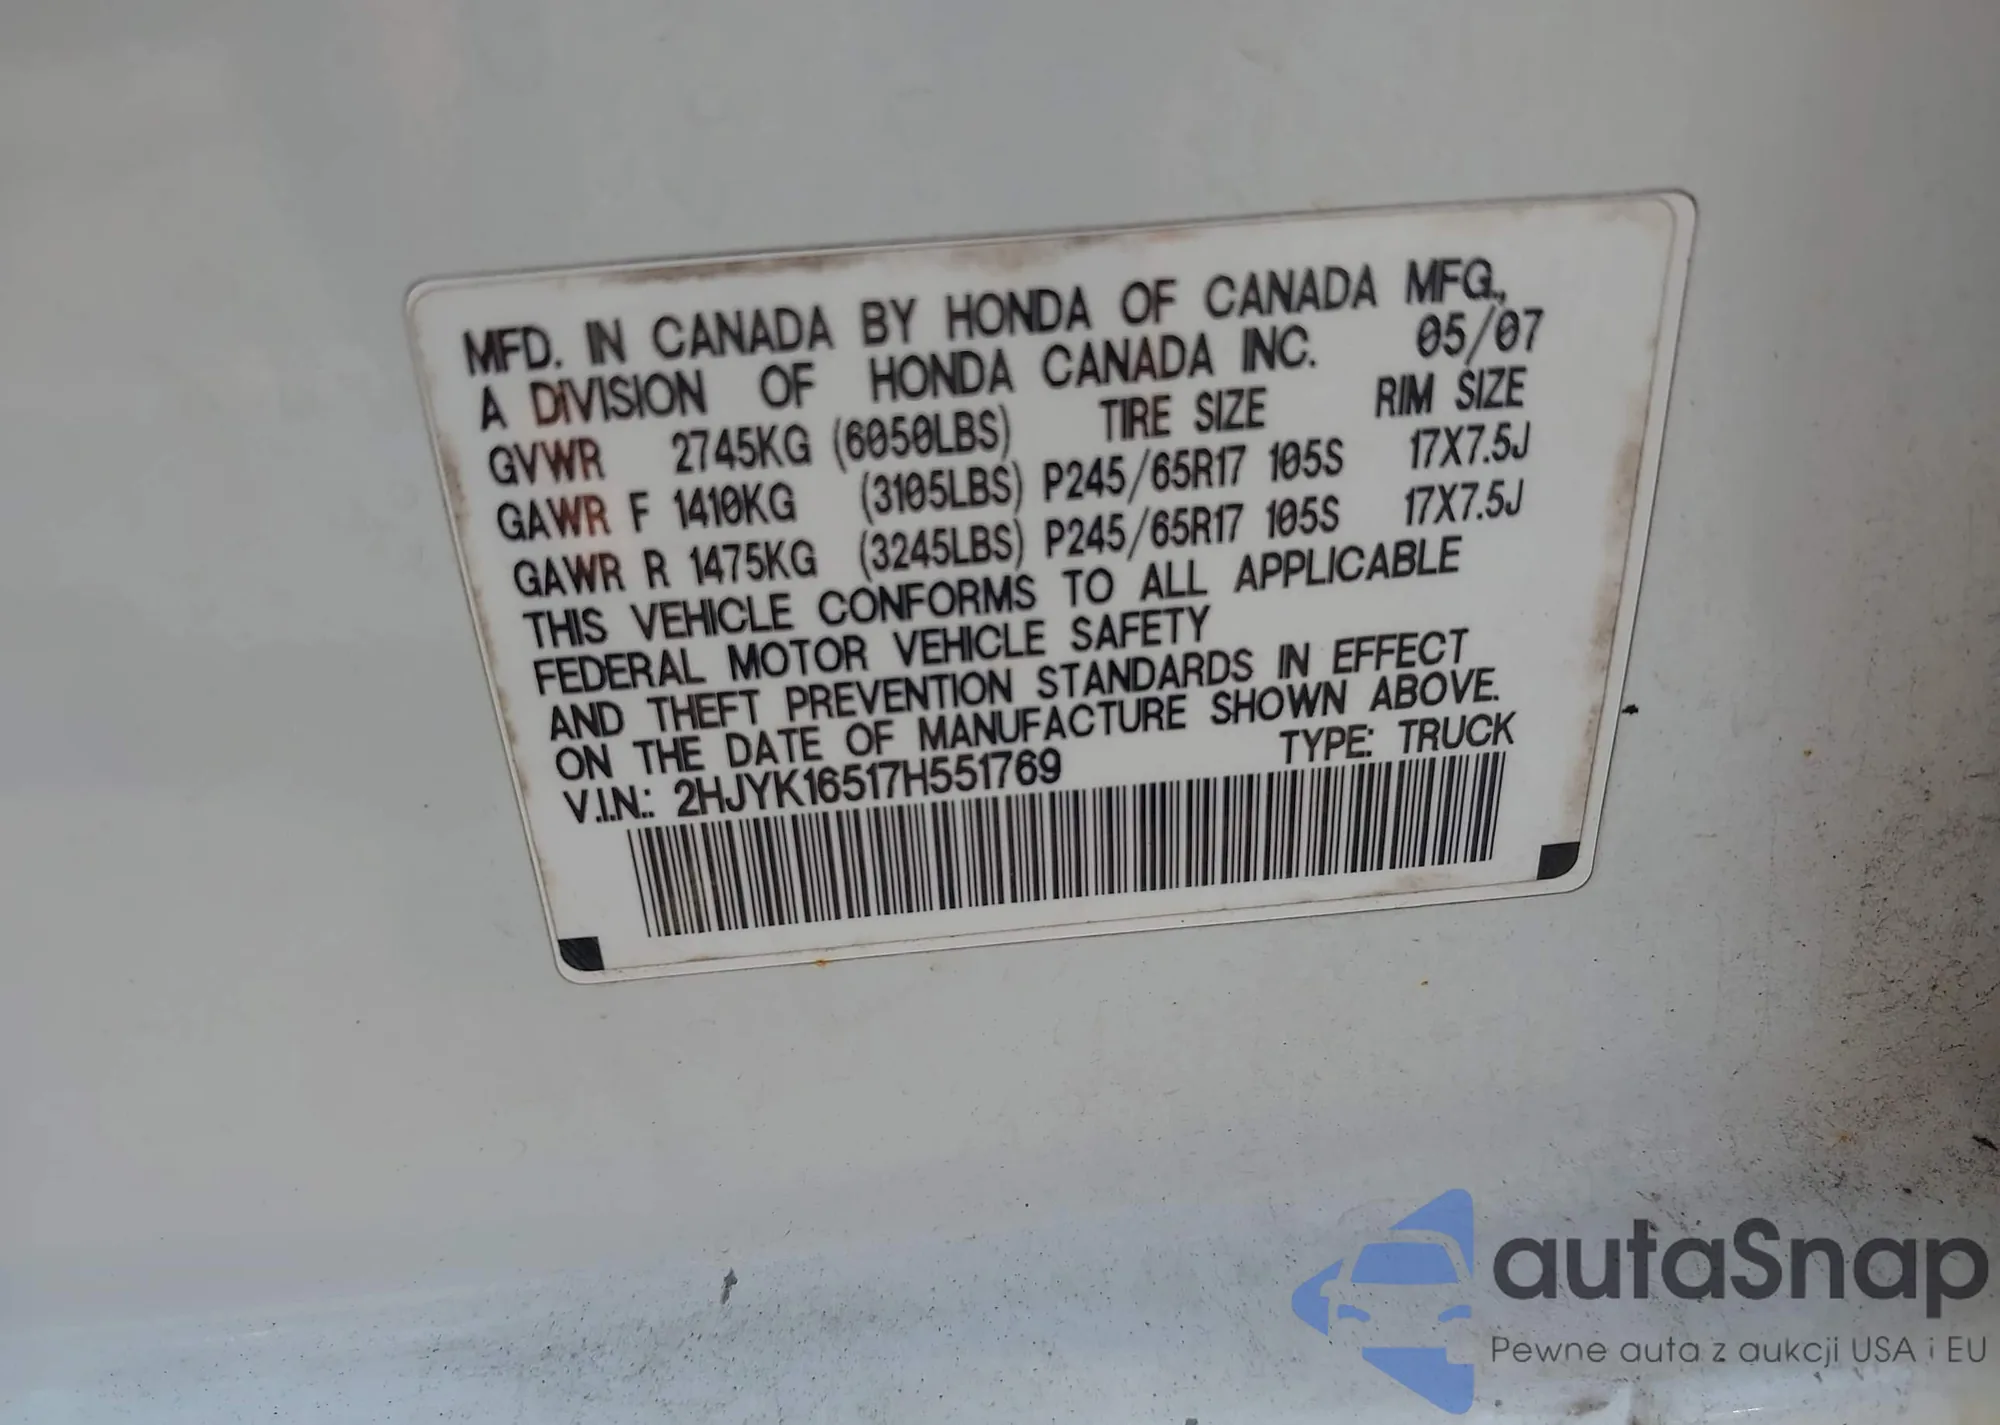 MFD. IN CANADA BY HONDA OF CANADA MFG.,
A DIVISION OF HONDA CANADA INC. 05/07
GVWR 2745KG (6050LBS) TIRE SIZE RIM SIZE
GAWR F 1410KG (3105LBS) P245/65R17 105S 17X7.5J
GAWR R 1475KG (3245LBS) P245/65R17 105S 17X7.5J
THIS VEHICLE CONFORMS TO ALL APPLICABLE
FEDERAL MOTOR VEHICLE SAFETY
AND THEFT PREVENTION STANDARDS IN EFFECT
ON THE DATE OF MANUFACTURE SHOWN ABOVE.
V.I.N.: 2HJYK16517H551769 TYPE: TRUCK
autaSnap
Pewne auta z aukcji USA i EU